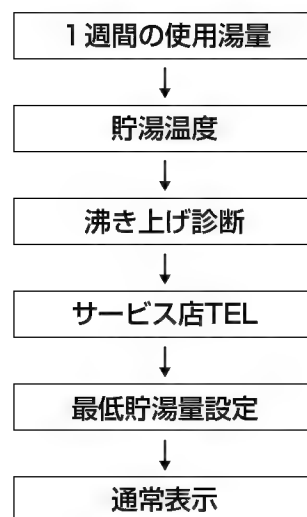 1週間の使用湯量
貯湯温度
沸き上げ診断
サービス店TEL
最低貯湯量設定
通常表示